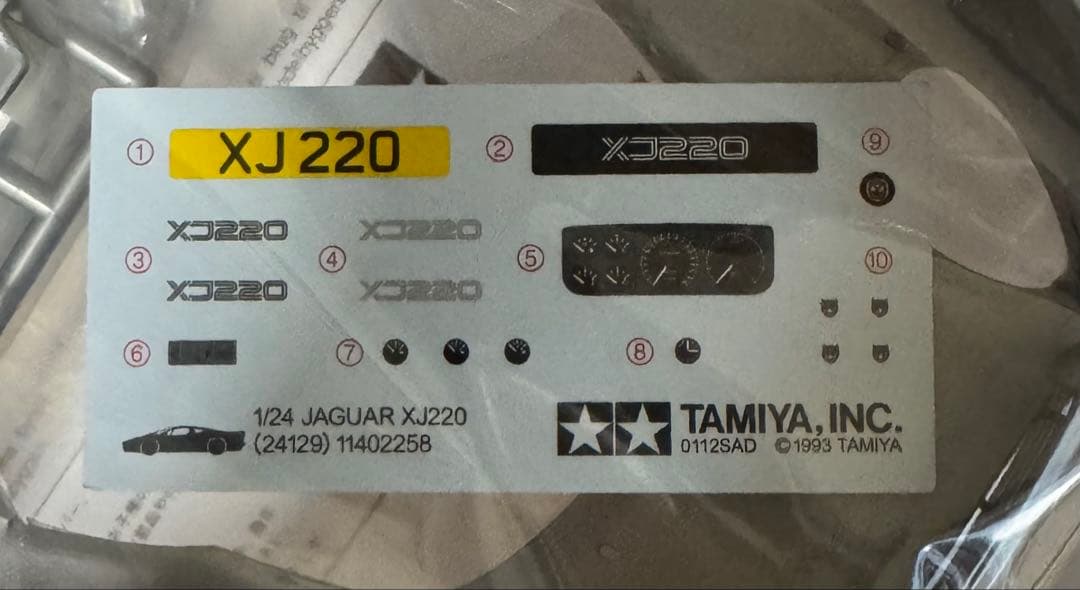 ① XJ 220
② XJ220
⑨
③ XJ220
XJ220
④ XJ220
XJ220
⑤
⑩
⑥
⑦
⑧
1/24 JAGUAR XJ220
(24129) 11402258
TAMIYA, INC.
0112SAD ©1993 TAMIYA